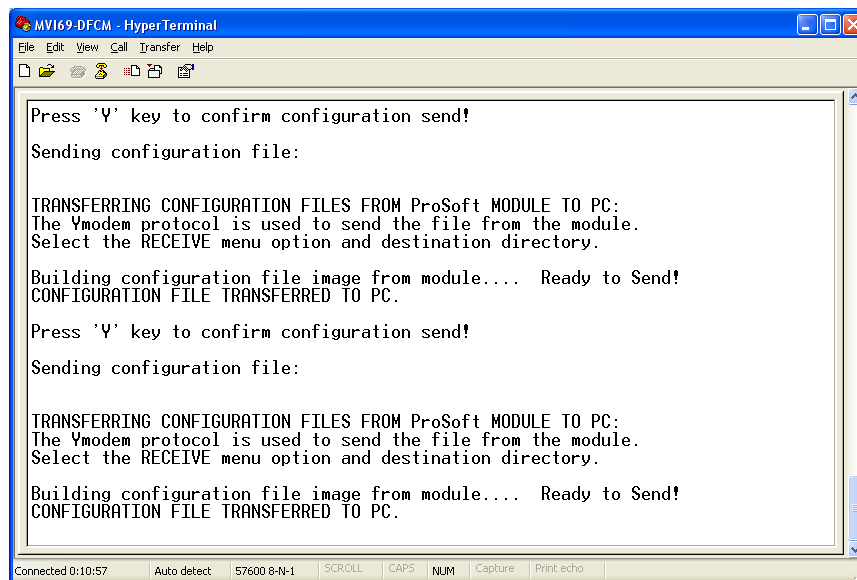 MVI69-DFCM - HyperTerminal
File Edit View Call Transfer Help
Press 'Y' key to confirm configuration send!
Sending configuration file:
TRANSFERRING CONFIGURATION FILES FROM ProSoft MODULE TO PC:
The Ymodem protocol is used to send the file from the module.
Select the RECEIVE menu option and destination directory.
Building configuration file image from module.... Ready to Send!
CONFIGURATION FILE TRANSFERRED TO PC.
Press 'Y' key to confirm configuration send!
Sending configuration file:
TRANSFERRING CONFIGURATION FILES FROM ProSoft MODULE TO PC:
The Ymodem protocol is used to send the file from the module.
Select the RECEIVE menu option and destination directory.
Building configuration file image from module.... Ready to Send!
CONFIGURATION FILE TRANSFERRED TO PC.
Connected 0:10:57 Auto detect 57600 8-N-1 SCROLL CAPS NUM Capture Print echo